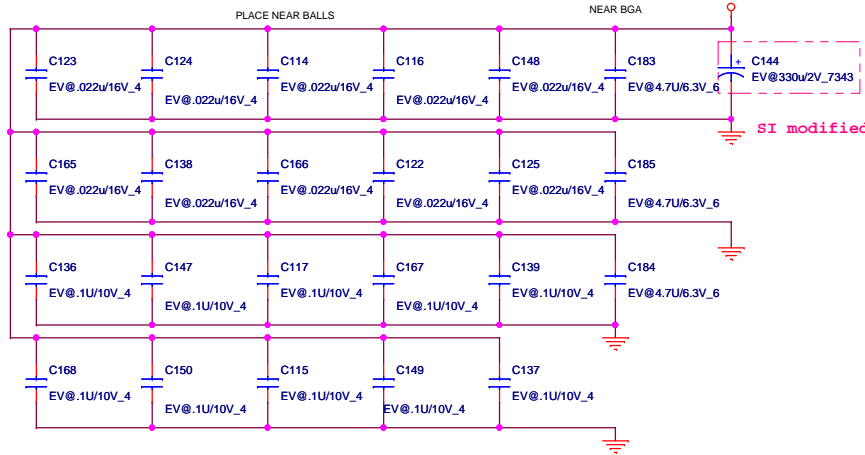 PLACE NEAR BALLS
NEAR BGA
C123
EV@.022u/16V_4
C124
EV@.022u/16V_4
C114
EV@.022u/16V_4
C116
EV@.022u/16V_4
C148
EV@.022u/16V_4
C183
EV@4.7U/6.3V_6
+
C144
EV@330u/2V_7343
SI modified
C165
EV@.022u/16V_4
C138
EV@.022u/16V_4
C166
EV@.022u/16V_4
C122
EV@.022u/16V_4
C125
EV@.022u/16V_4
C185
EV@4.7U/6.3V_6
C136
EV@.1U/10V_4
C147
EV@.1U/10V_4
C117
EV@.1U/10V_4
C167
EV@.1U/10V_4
C139
EV@.1U/10V_4
C184
EV@4.7U/6.3V_6
C168
EV@.1U/10V_4
C150
EV@.1U/10V_4
C115
EV@.1U/10V_4
C149
EV@.1U/10V_4
C137
EV@.1U/10V_4